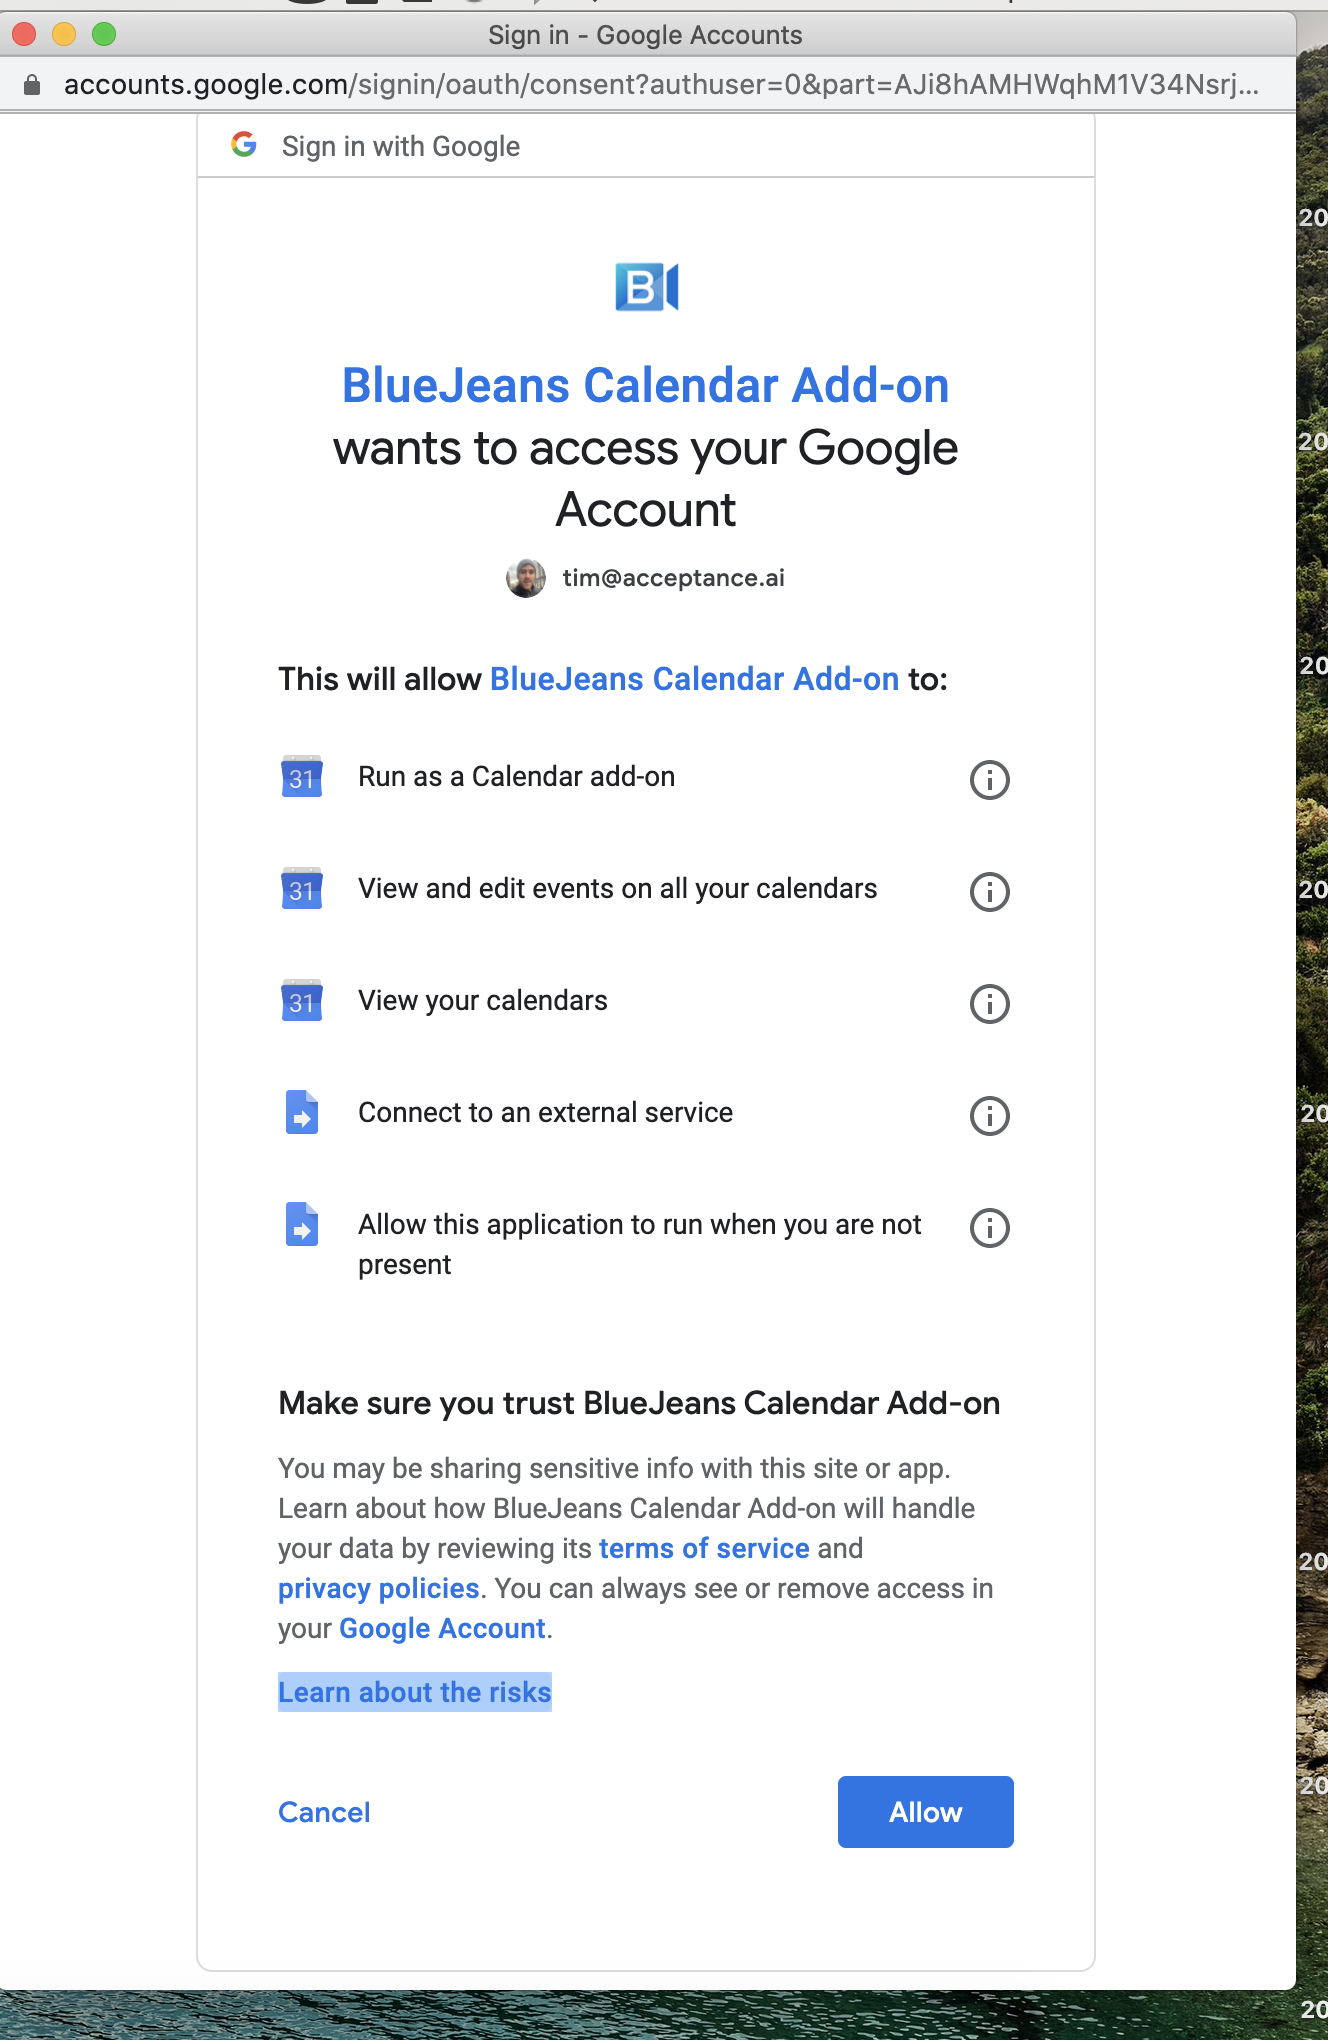 Sign in - Google Accounts
accounts.google.com/signin/oauth/consent?authuser=0&part=AJi8hAMHWqhM1V34Nsrj...
Sign in with Google
B
BlueJeans Calendar Add-on
wants to access your Google
Account
tim@acceptance.ai
This will allow BlueJeans Calendar Add-on to:
31 Run as a Calendar add-on
31 View and edit events on all your calendars
31 View your calendars
Connect to an external service
Allow this application to run when you are not
present
Make sure you trust BlueJeans Calendar Add-on
You may be sharing sensitive info with this site or app.
Learn about how BlueJeans Calendar Add-on will handle
your data by reviewing its terms of service and
privacy policies. You can always see or remove access in
your Google Account.
Learn about the risks
Cancel
Allow
20
20
20
20
20
20
20
20